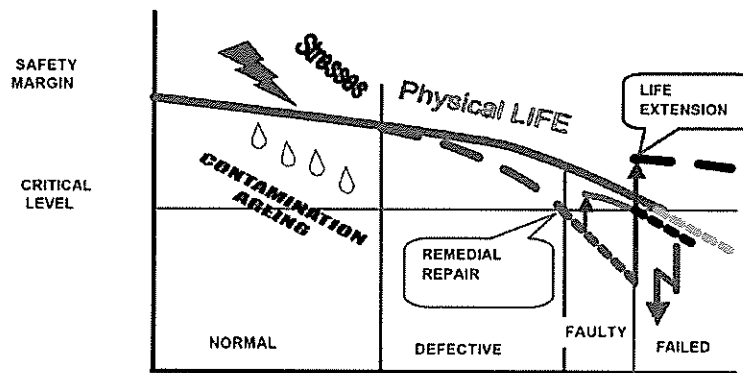 SAFETY
MARGIN
Stresses
Physical LIFE
LIFE
EXTENSION
CRITICAL
LEVEL
CONTAMINATION
AGEING
REMEDIAL
REPAIR
NORMAL
DEFECTIVE
FAULTY
FAILED